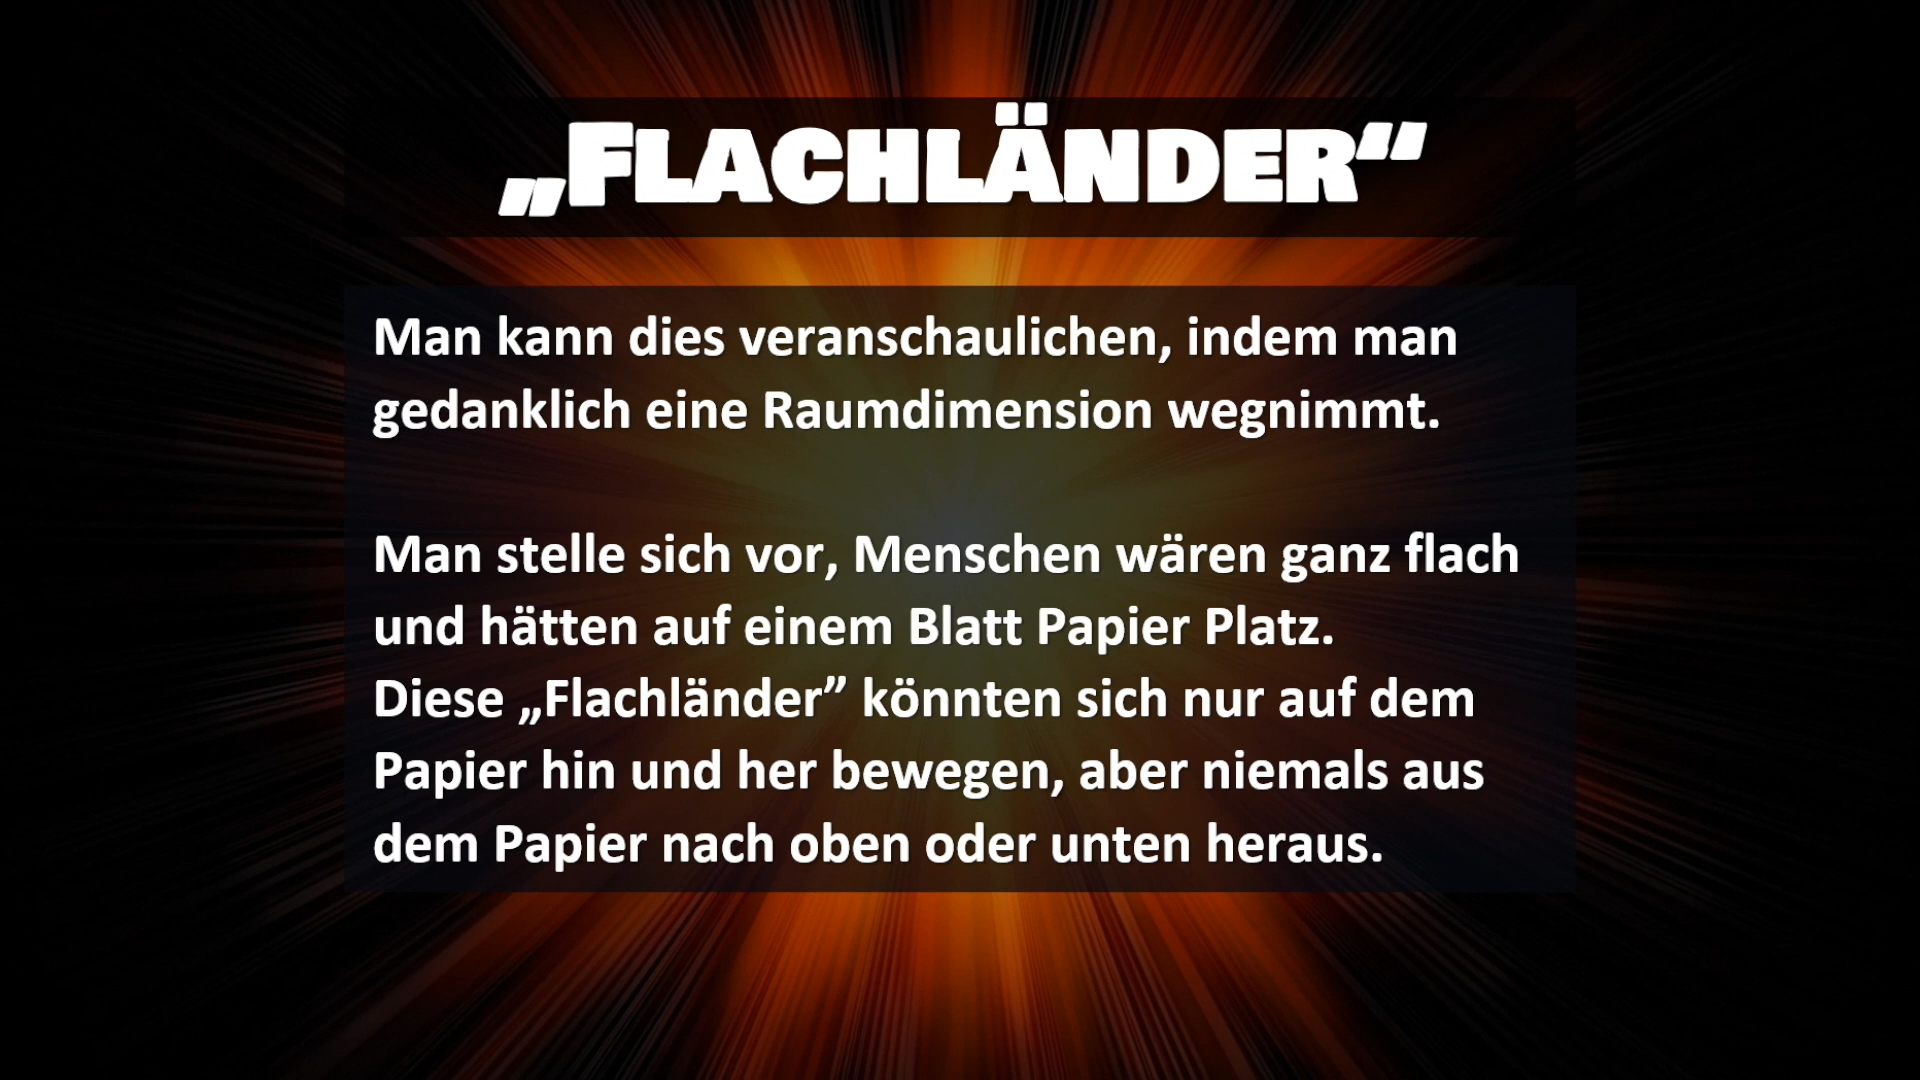 „Flachländer“
Man kann dies veranschaulichen, indem man
gedanklich eine Raumdimension wegnimmt.
Man stelle sich vor, Menschen wären ganz flach
und hätten auf einem Blatt Papier Platz.
Diese „Flachländer” könnten sich nur auf dem
Papier hin und her bewegen, aber niemals aus
dem Papier nach oben oder unten heraus.